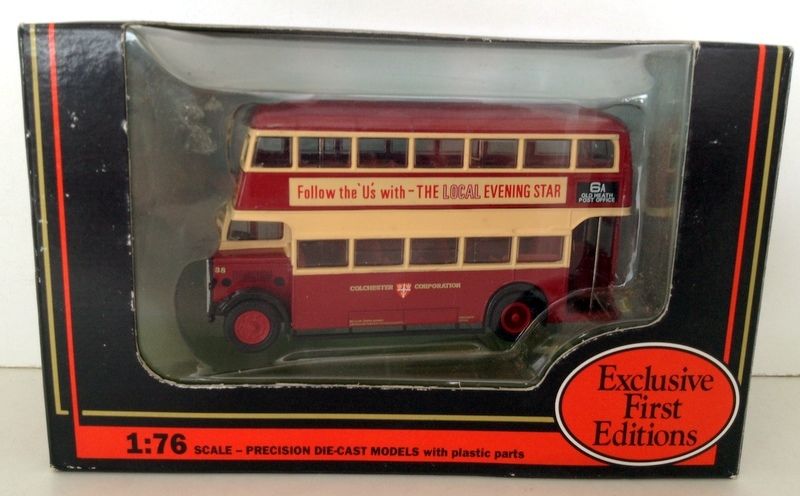 Follow the 'U's' with - THE LOCAL EVENING STAR
6A
OLD HEATH
POST OFFICE
38
COLCHESTER CORPORATION
Exclusive
First
Editions
1:76 SCALE – PRECISION DIE-CAST MODELS with plastic parts